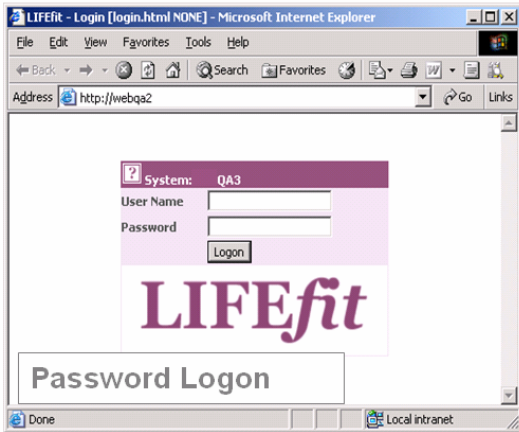 LIFEfit - Login [login.html NONE] - Microsoft Internet Explorer
File Edit View Favorites Tools Help
Back Search Favorites
Address http://webqa2 Go Links
? System: QA3
User Name
Password
Logon
LIFEfit
Password Logon
Done Local intranet